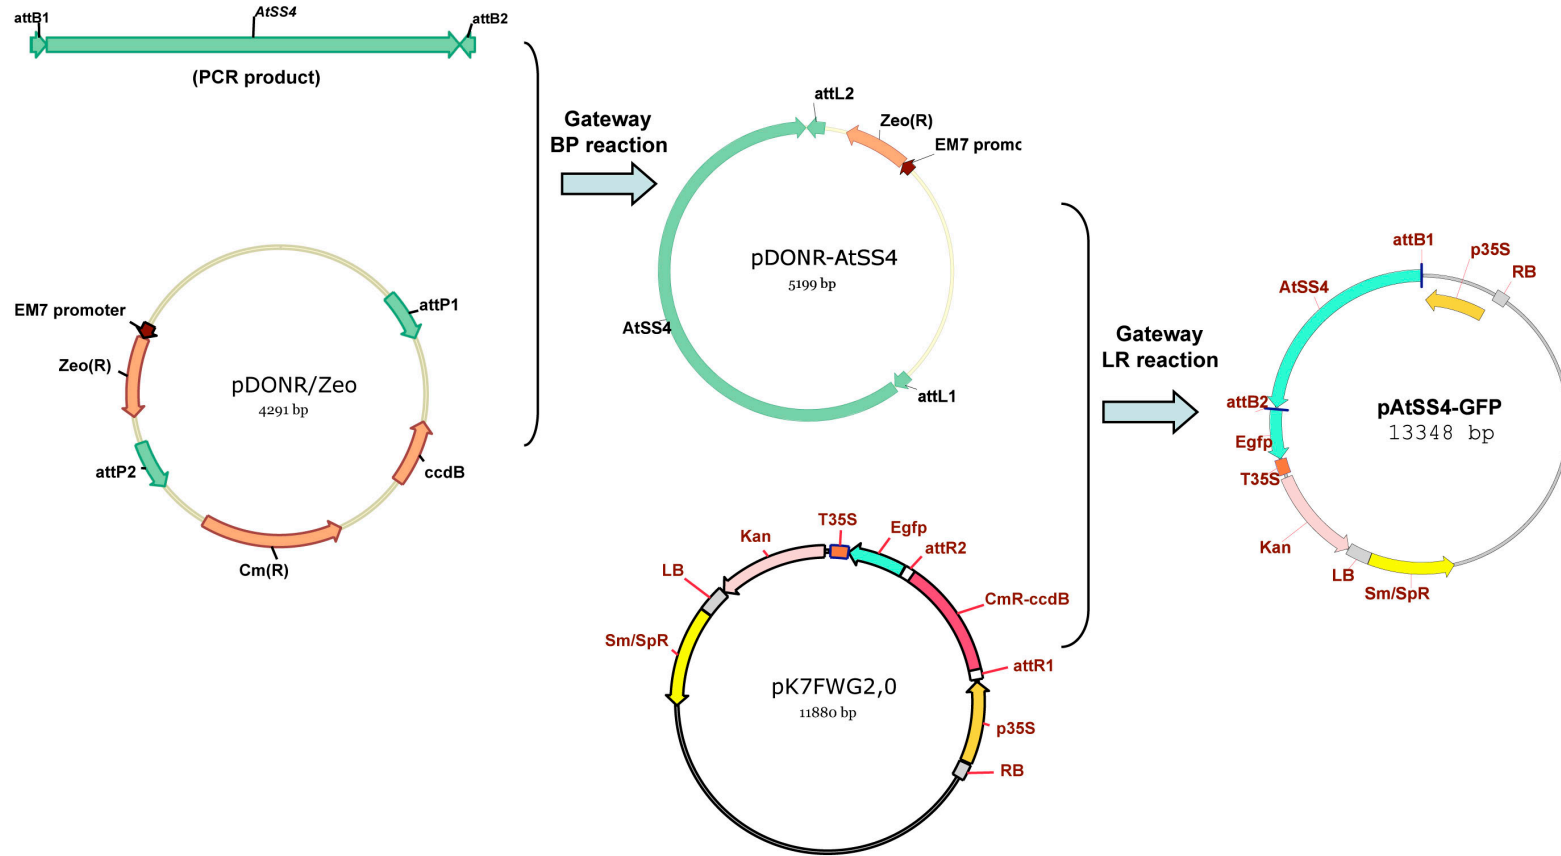 attB1
AtSS4
attB2
(PCR product)
Gateway
BP reaction
EM7 promoter
attP1
Zeo(R)
pDONR/Zeo
4291 bp
attP2
ccdB
Cm(R)
attL2
Zeo(R)
EM7 promc
pDONR-AtSS4
5199 bp
AtSS4
attL1
T35S
Egfp
Kan
attR2
LB
CmR-ccdB
Sm/SpR
attR1
pK7FWG2,0
11880 bp
p35S
RB
Gateway
LR reaction
attB1
p35S
RB
AtSS4
attB2
pAtSS4-GFP
13348 bp
Egfp
T35S
Kan
LB
Sm/SpR